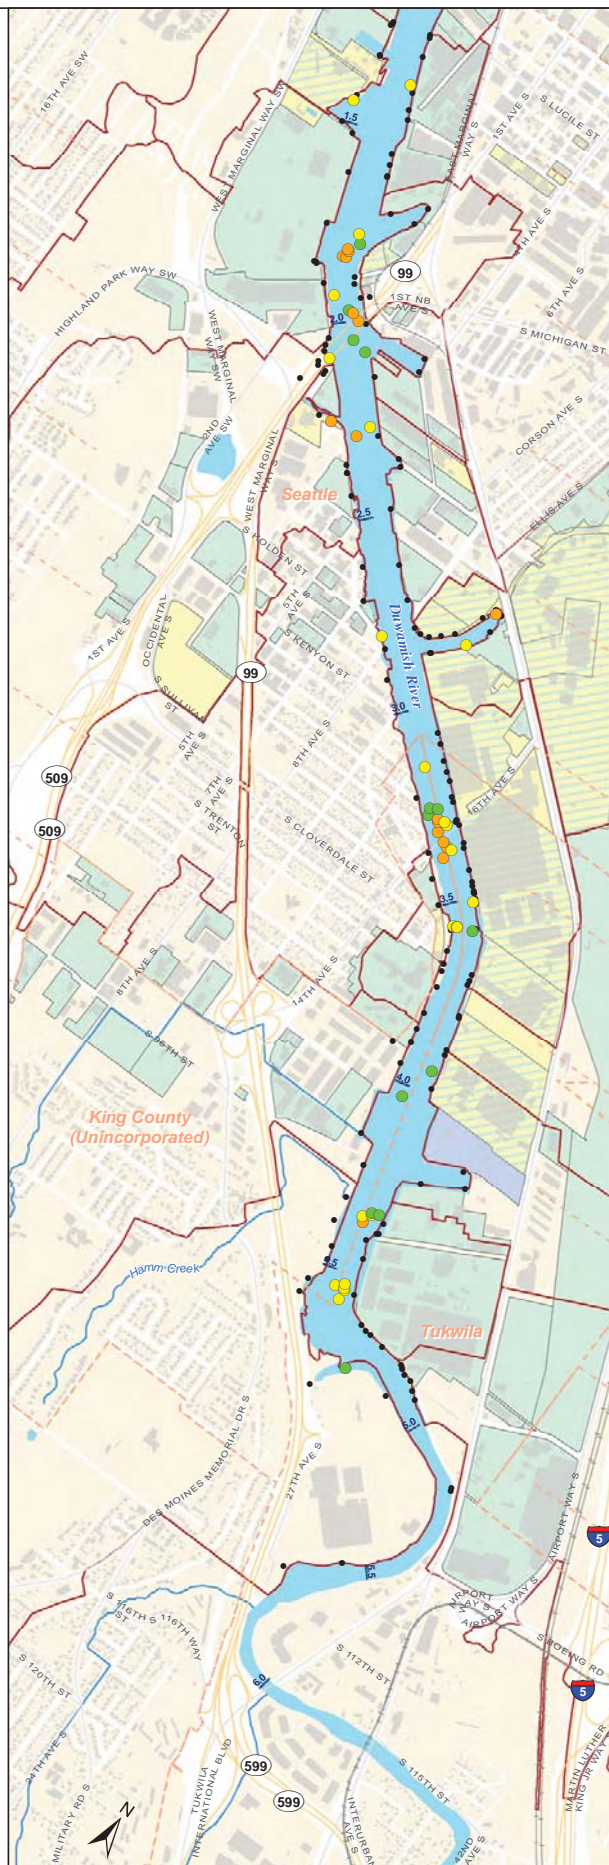 16TH AVE SW
WEST MARGINAL WAY SW
1.5
EAST MARGINAL
WAY S
1ST AVE S
S LUCILE ST
4TH AVE S
6TH AVE S
99
HIGHLAND PARK WAY SW
1ST NB
AVE S
2.0
WEST MARGINAL
WAY SW
S MICHIGAN ST
2ND
AVE SW
CORSON AVE S
WEST MARGINAL
WAY S
Seattle
2.5
ELLIS AVE S
S HOLDEN ST
5TH
AVE S
OCCIDENTAL
AVE S
1ST AVE S
S KENYON ST
Duwamish River
99
S SULLIVAN
ST
3.0
5TH
AVE S
8TH AVE S
509
7TH
AVE S
16TH AVE S
509
S TRENTON
ST
S CLOVERDALE ST
3.5
8TH AVE S
14TH AVE S
S 96TH ST
4.0
King County
(Unincorporated)
Hamm Creek
Tukwila
5.0
DES MOINES MEMORIAL DR S
27TH AVE S
AIRPORT WAY S
5
5.5
AIRPORT
WAY S
AIRPORT WAY S
S 116TH
ST
S 116TH WAY
S BOEING RD
S 120TH ST
S 112TH ST
6.0
5
24TH AVE S
MILITARY RD S
TUKWILA
INTERNATIONAL BLVD
599
599
S 115TH ST
INTERURBAN
AVE S
42ND
AVE S
MARTIN LUTHER
KING JR WAY
N